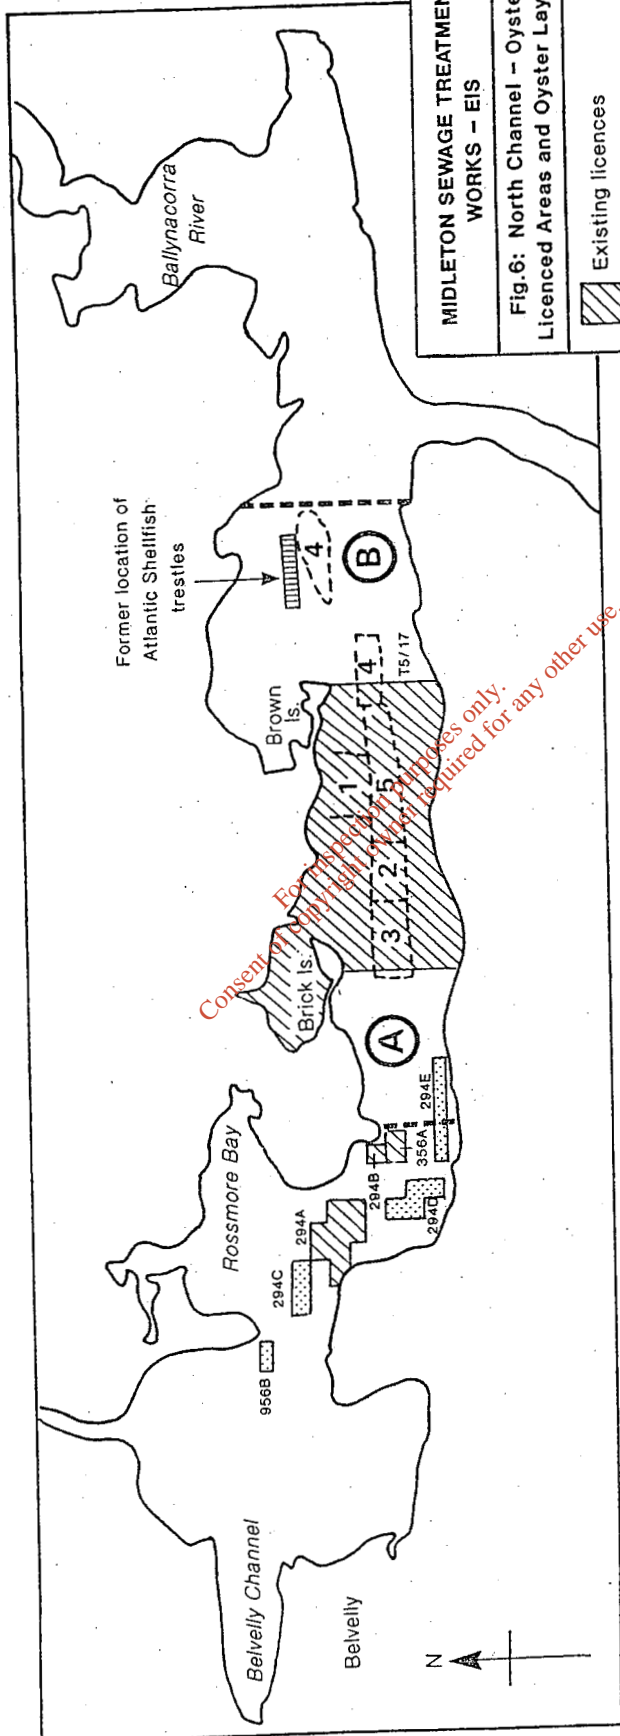 MIDLETON SEWAGE TREATMEN
WORKS – EIS
Fig.6: North Channel – Oyste
Licenced Areas and Oyster Lay
Existing licences
Ballynacorra
River
Former location of
Atlantic Shellfish
trestles
4
B
Brown
Is.
4
T5/17
1
5
2
3
Brick Is.
A
Rossmore Bay
294E
356A
294B
294D
294A
294C
956B
Belvelly Channel
Belvelly
N
For inspection purposes only.
Consent of copyright owner required for any other use.